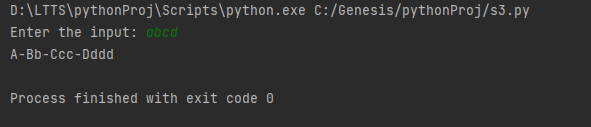 D:\LTTS\pythonProj\Scripts\python.exe C:/Genesis/pythonProj/s3.py
Enter the input: abcd
A-Bb-Ccc-Dddd
Process finished with exit code 0